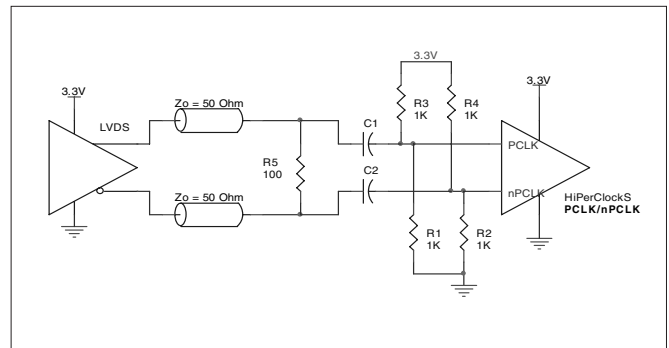 3.3V
LVDS
Zo = 50 Ohm
Zo = 50 Ohm
R5
100
C1
C2
3.3V
R3
1K
R4
1K
R1
1K
R2
1K
3.3V
PCLK
nPCLK
HiPerClockS
PCLK/nPCLK